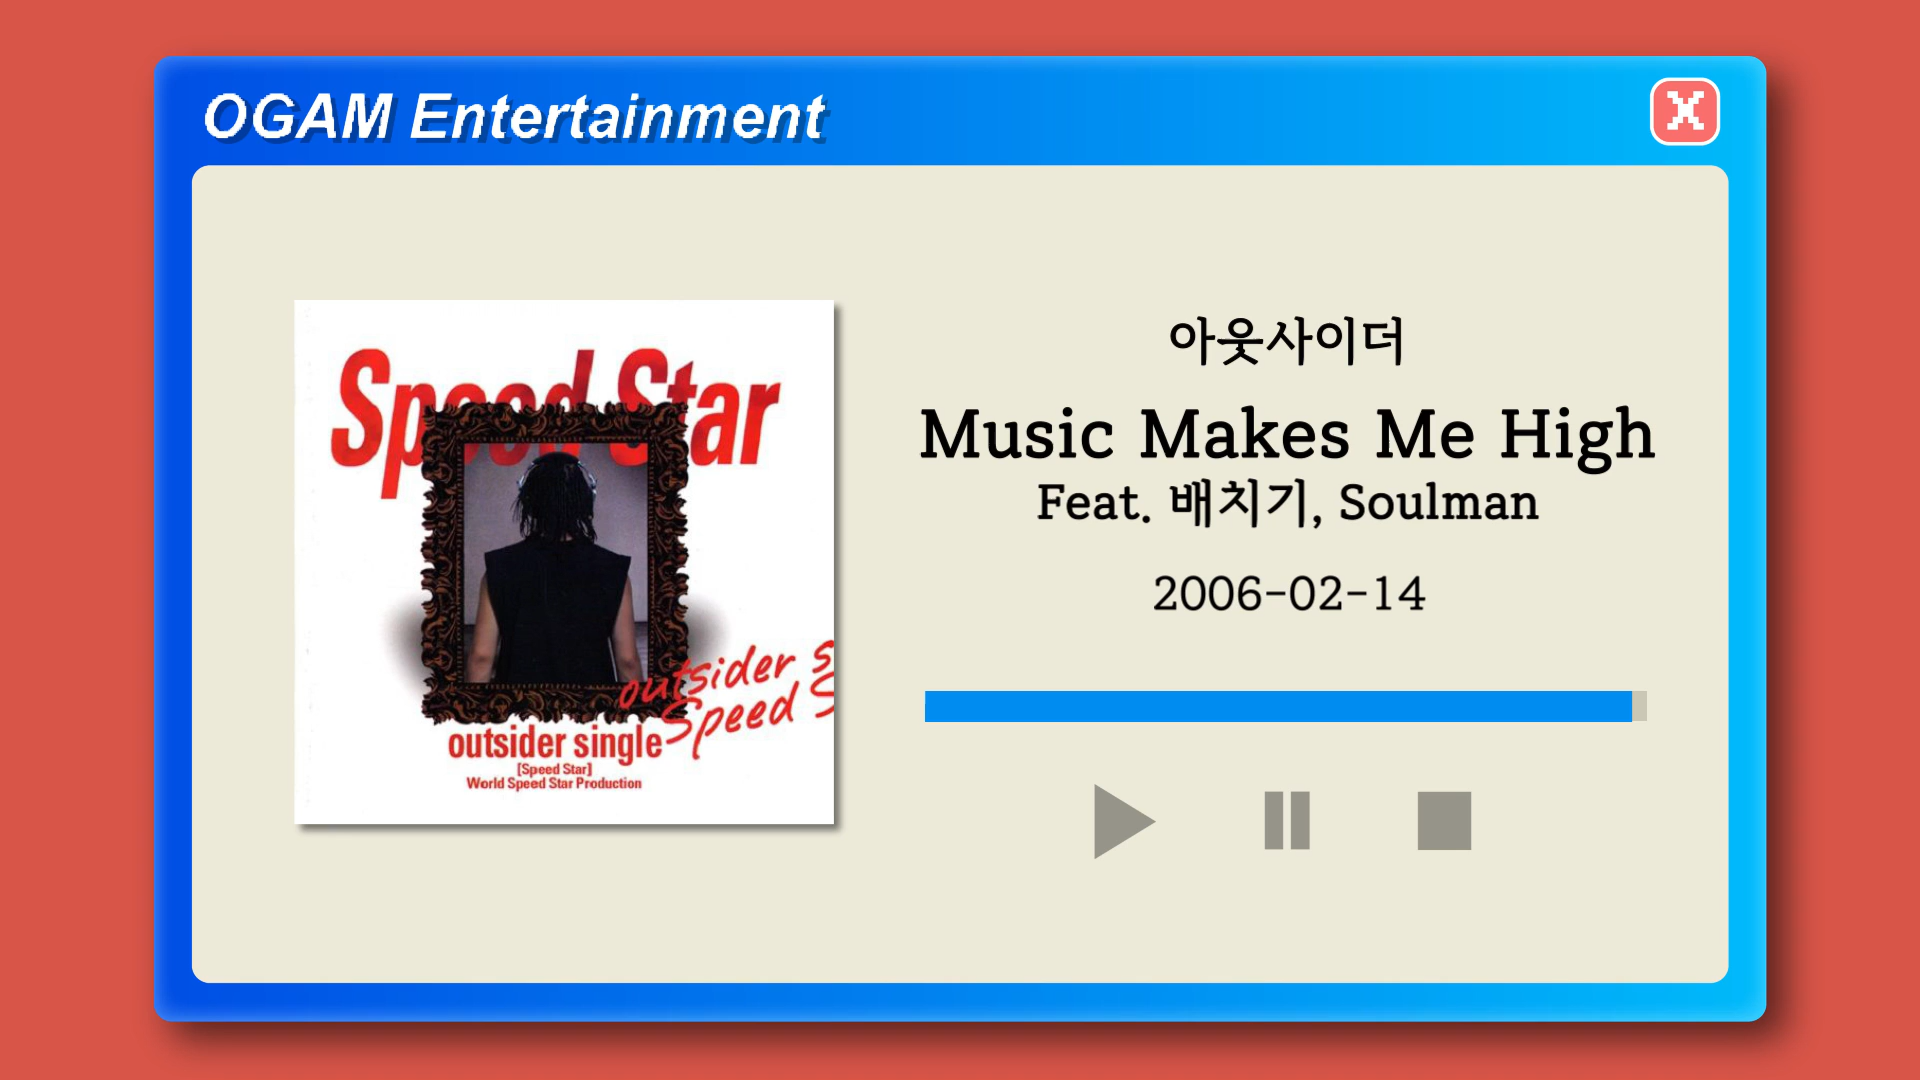 OGAM Entertainment
Speed Star
outsider
Speed
outsider single
[Speed Star]
World Speed Star Production
아웃사이더
Music Makes Me High
Feat. 배치기, Soulman
2006-02-14